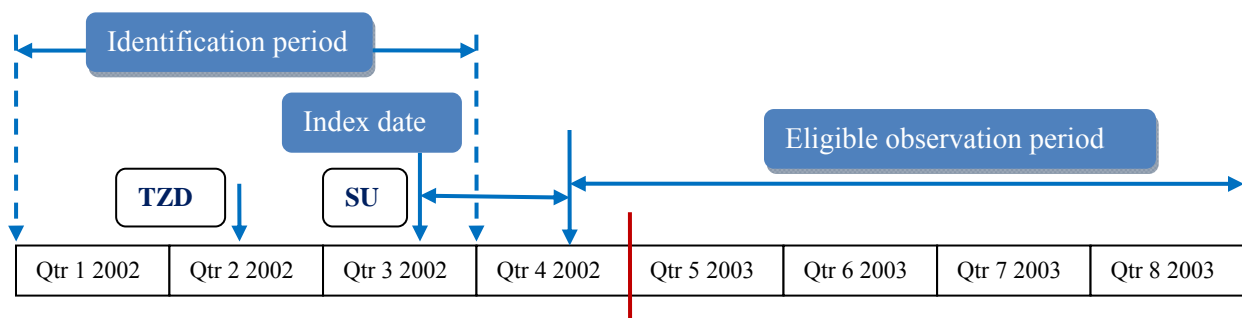 Identification period
Index date
Eligible observation period
TZD
SU
Qtr 1 2002 Qtr 2 2002 Qtr 3 2002 Qtr 4 2002 Qtr 5 2003 Qtr 6 2003 Qtr 7 2003 Qtr 8 2003